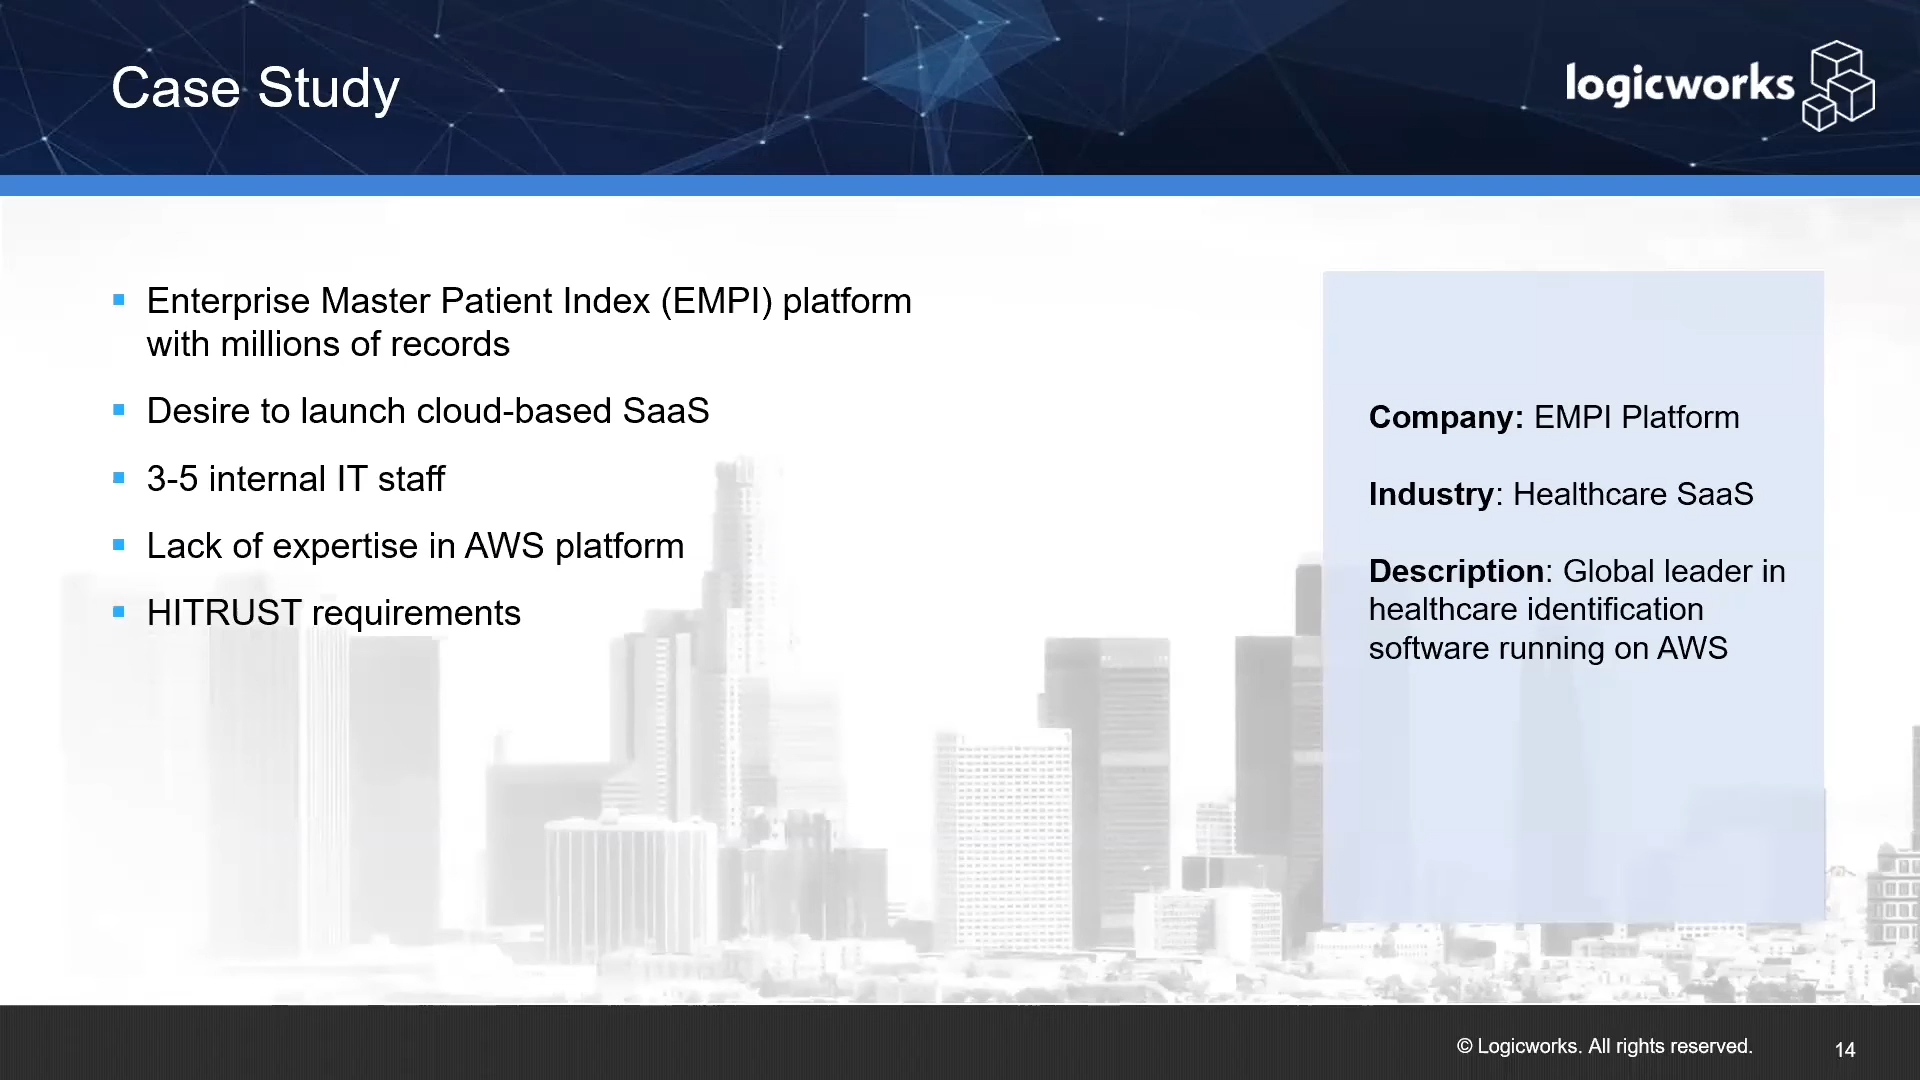 Case Study
logicworks
Enterprise Master Patient Index (EMPI) platform
with millions of records
Desire to launch cloud-based SaaS
3-5 internal IT staff
Lack of expertise in AWS platform
HITRUST requirements
Company: EMPI Platform
Industry: Healthcare SaaS
Description: Global leader in
healthcare identification
software running on AWS
© Logicworks. All rights reserved.
14